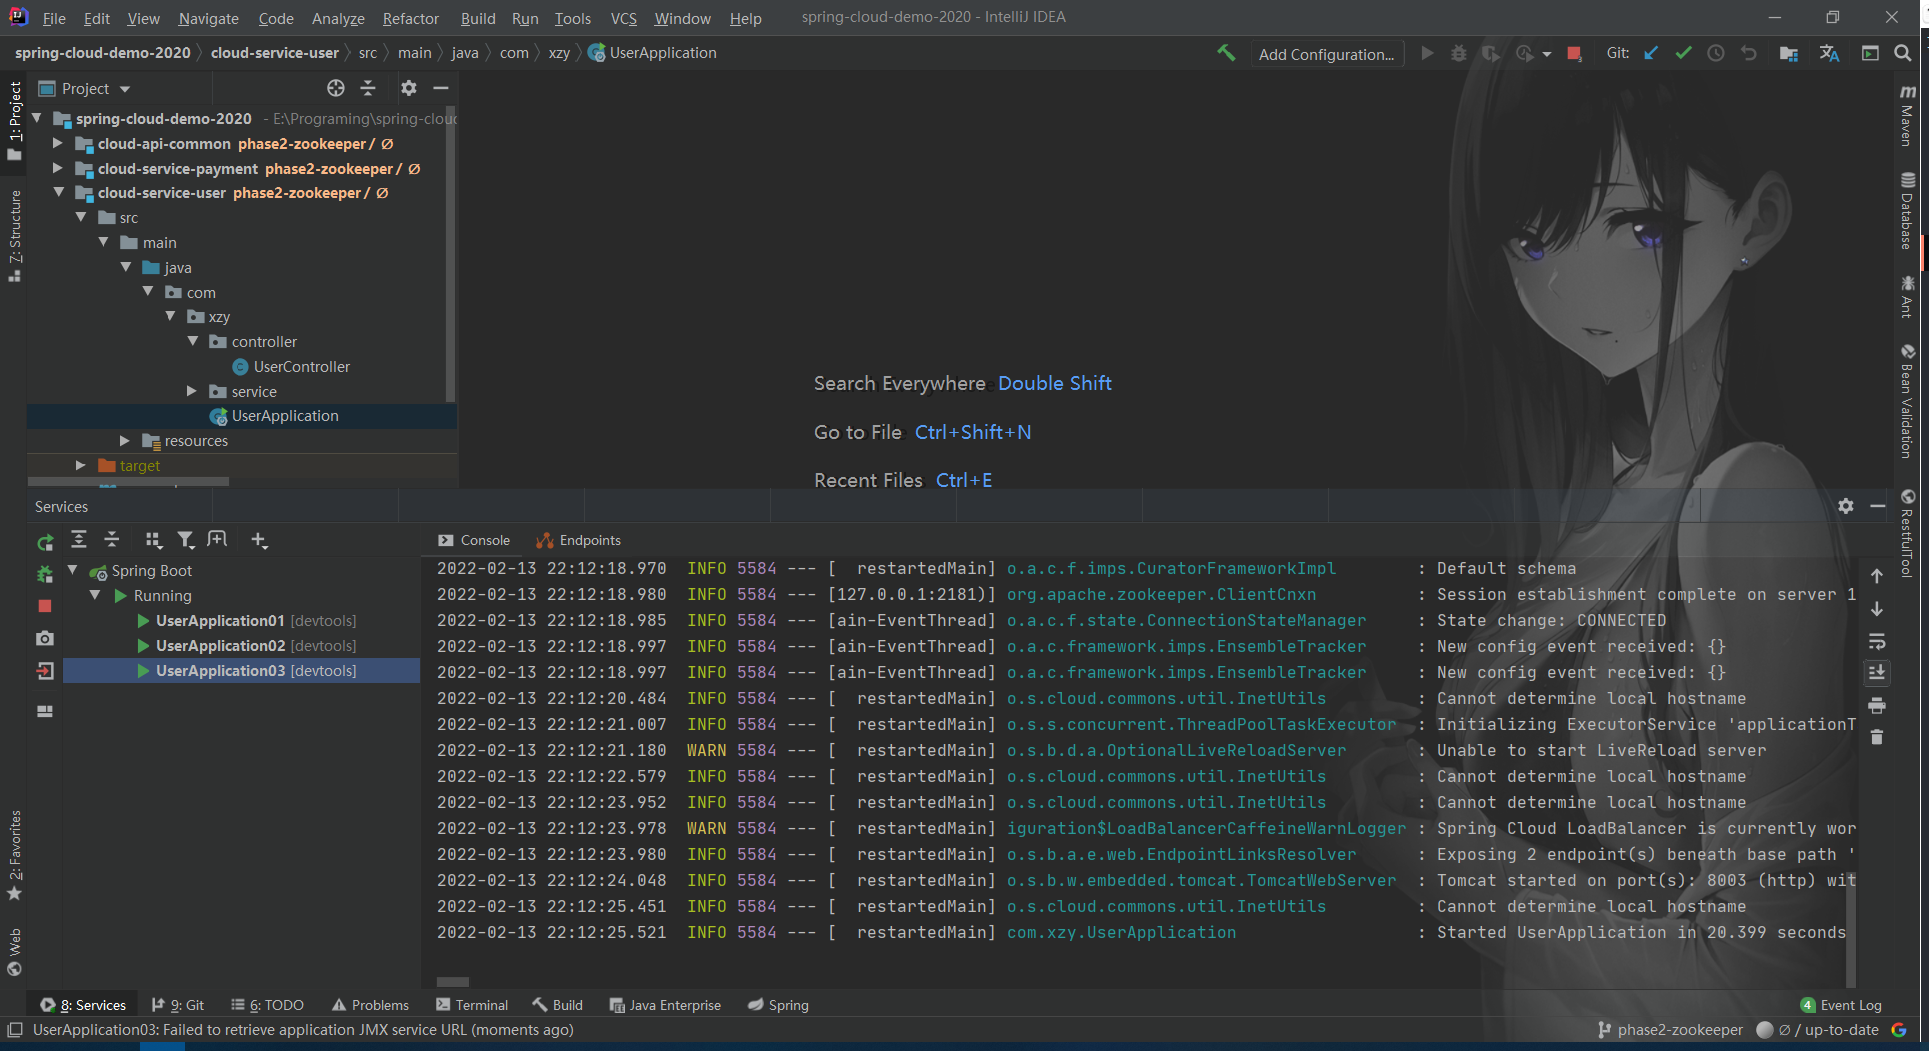 File Edit View Navigate Code Analyze Refactor Build Run Tools VCS Window Help spring-cloud-demo-2020 - IntelliJ IDEA
spring-cloud-demo-2020 cloud-service-user src main java com xzy UserApplication Add Configuration... Git:
1: Project
7: Structure
2: Favorites
Web
Project
spring-cloud-demo-2020 - E:\Programing\spring-clou
cloud-api-common phase2-zookeeper / Ø
cloud-service-payment phase2-zookeeper / Ø
cloud-service-user phase2-zookeeper / Ø
src
main
java
com
xzy
controller
UserController
service
UserApplication
resources
target
Search Everywhere Double Shift
Go to File Ctrl+Shift+N
Recent Files Ctrl+E
Maven
Database
Ant
Bean Validation
RestfulTool
Services
Spring Boot
Running
UserApplication01 [devtools]
UserApplication02 [devtools]
UserApplication03 [devtools]
Console Endpoints
2022-02-13 22:12:18.970 INFO 5584 --- [ restartedMain] o.a.c.f.imps.CuratorFrameworkImpl : Default schema
2022-02-13 22:12:18.980 INFO 5584 --- [127.0.0.1:2181)] org.apache.zookeeper.ClientCnxn : Session establishment complete on server 1
2022-02-13 22:12:18.985 INFO 5584 --- [ain-EventThread] o.a.c.f.state.ConnectionStateManager : State change: CONNECTED
2022-02-13 22:12:18.997 INFO 5584 --- [ain-EventThread] o.a.c.framework.imps.EnsembleTracker : New config event received: {}
2022-02-13 22:12:18.997 INFO 5584 --- [ain-EventThread] o.a.c.framework.imps.EnsembleTracker : New config event received: {}
2022-02-13 22:12:20.484 INFO 5584 --- [ restartedMain] o.s.cloud.commons.util.InetUtils : Cannot determine local hostname
2022-02-13 22:12:21.007 INFO 5584 --- [ restartedMain] o.s.s.concurrent.ThreadPoolTaskExecutor : Initializing ExecutorService 'applicationT
2022-02-13 22:12:21.180 WARN 5584 --- [ restartedMain] o.s.b.d.a.OptionalLiveReloadServer : Unable to start LiveReload server
2022-02-13 22:12:22.579 INFO 5584 --- [ restartedMain] o.s.cloud.commons.util.InetUtils : Cannot determine local hostname
2022-02-13 22:12:23.952 INFO 5584 --- [ restartedMain] o.s.cloud.commons.util.InetUtils : Cannot determine local hostname
2022-02-13 22:12:23.978 WARN 5584 --- [ restartedMain] iguration$LoadBalancerCaffeineWarnLogger : Spring Cloud LoadBalancer is currently wor
2022-02-13 22:12:23.980 INFO 5584 --- [ restartedMain] o.s.b.a.e.web.EndpointLinksResolver : Exposing 2 endpoint(s) beneath base path '
2022-02-13 22:12:24.048 INFO 5584 --- [ restartedMain] o.s.b.w.embedded.tomcat.TomcatWebServer : Tomcat started on port(s): 8003 (http) wit
2022-02-13 22:12:25.451 INFO 5584 --- [ restartedMain] o.s.cloud.commons.util.InetUtils : Cannot determine local hostname
2022-02-13 22:12:25.521 INFO 5584 --- [ restartedMain] com.xzy.UserApplication : Started UserApplication in 20.399 seconds
8: Services 9: Git 6: TODO Problems Terminal Build Java Enterprise Spring 4 Event Log
UserApplication03: Failed to retrieve application JMX service URL (moments ago) phase2-zookeeper Ø / up-to-date